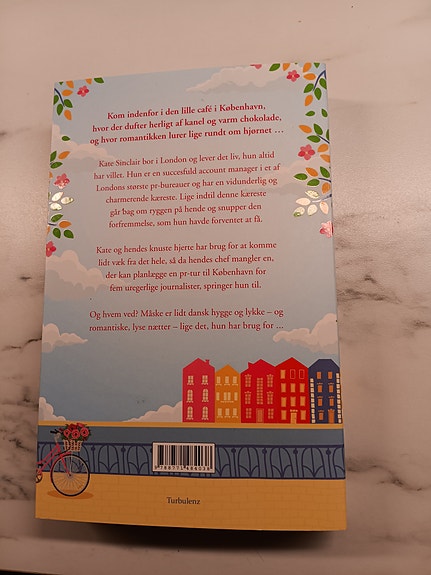 Kom indenfor i den lille café i København,
hvor der dufter herligt af kanel og varm chokolade,
og hvor romantikken lurer lige rundt om hjørnet ...
Kate Sinclair bor i London og lever det liv, hun altid
har villet. Hun er en succesfuld account manager i et af
Londons største pr-bureauer og har en vidunderlig og
charmerende kæreste. Lige indtil denne kæreste
går bag om ryggen på hende og snupper den
forfremmelse, som hun havde forventet at få.
Kate og hendes knuste hjerte har brug for at komme
lidt væk fra det hele, så da hendes chef mangler en,
der kan planlægge en pr-tur til København for
fem uregerlige journalister, springer hun til.
Og hvem ved? Måske er lidt dansk hygge og lykke – og
romantiske, lyse nætter – lige det, hun har brug for ...
9788771486038
Turbulenz